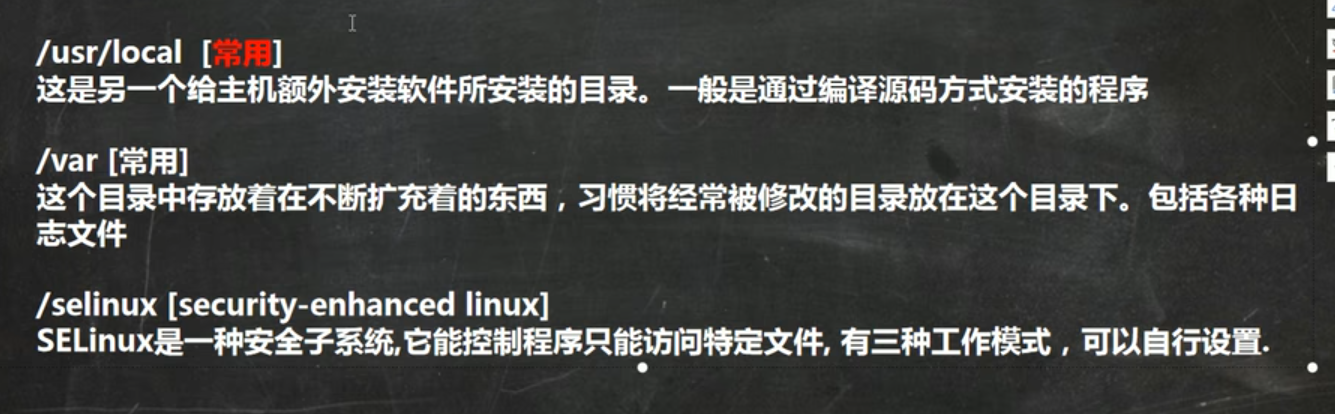 /usr/local [常用]
这是另一个给主机额外安装软件所安装的目录。一般是通过编译源码方式安装的程序
/var [常用]
这个目录中存放着在不断扩充着的东西，习惯将经常被修改的目录放在这个目录下。包括各种日
志文件
/selinux [security-enhanced linux]
SELinux是一种安全子系统,它能控制程序只能访问特定文件, 有三种工作模式，可以自行设置.